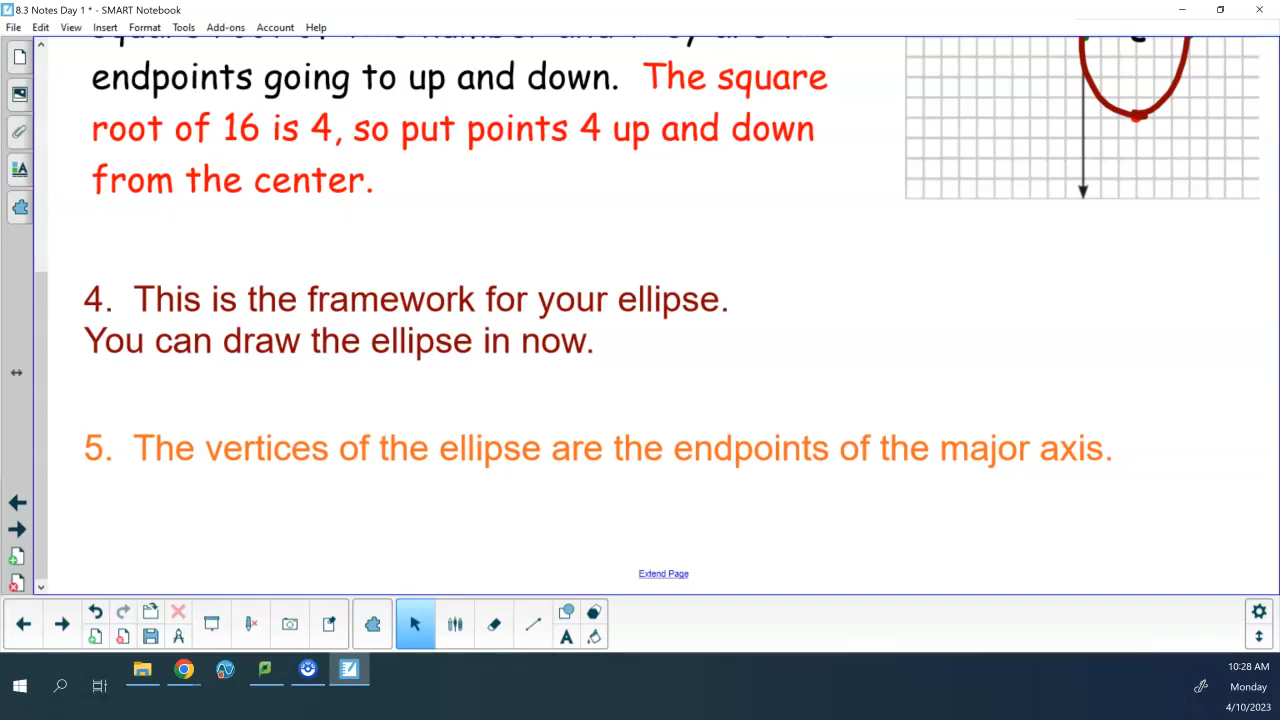 8.3 Notes Day 1 * - SMART Notebook
File Edit View Insert Format Tools Add-ons Account Help
endpoints going to up and down. The square
root of 16 is 4, so put points 4 up and down
from the center.
4. This is the framework for your ellipse.
You can draw the ellipse in now.
5. The vertices of the ellipse are the endpoints of the major axis.
Extend Page
10:28 AM
Monday
4/10/2023